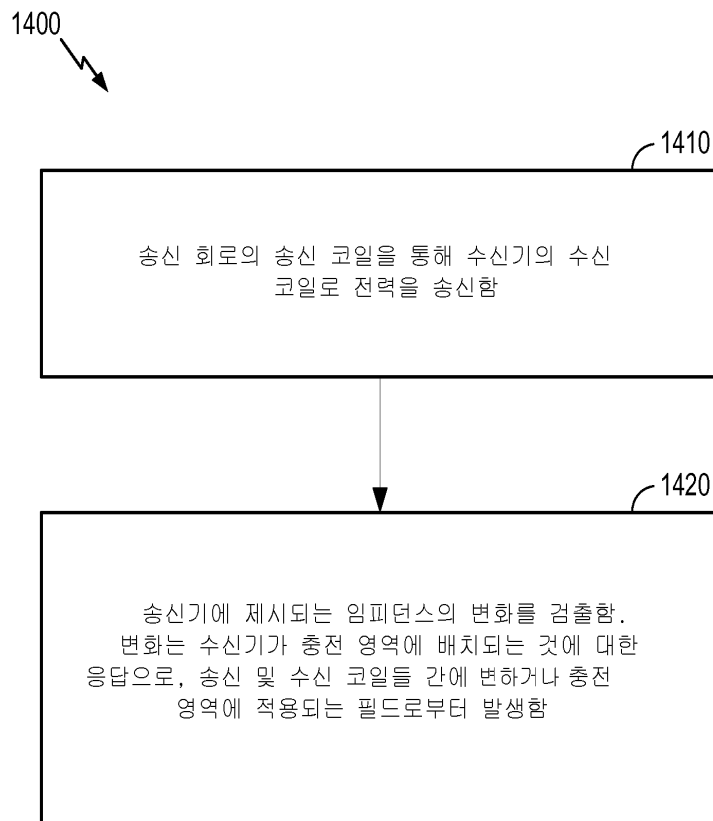 1400
1410
송신 회로의 송신 코일을 통해 수신기의 수신
코일로 전력을 송신함
1420
송신기에 제시되는 임피던스의 변화를 검출함.
변화는 수신기가 충전 영역에 배치되는 것에 대한
응답으로, 송신 및 수신 코일들 간에 변하거나 충전
영역에 적용되는 필드로부터 발생함